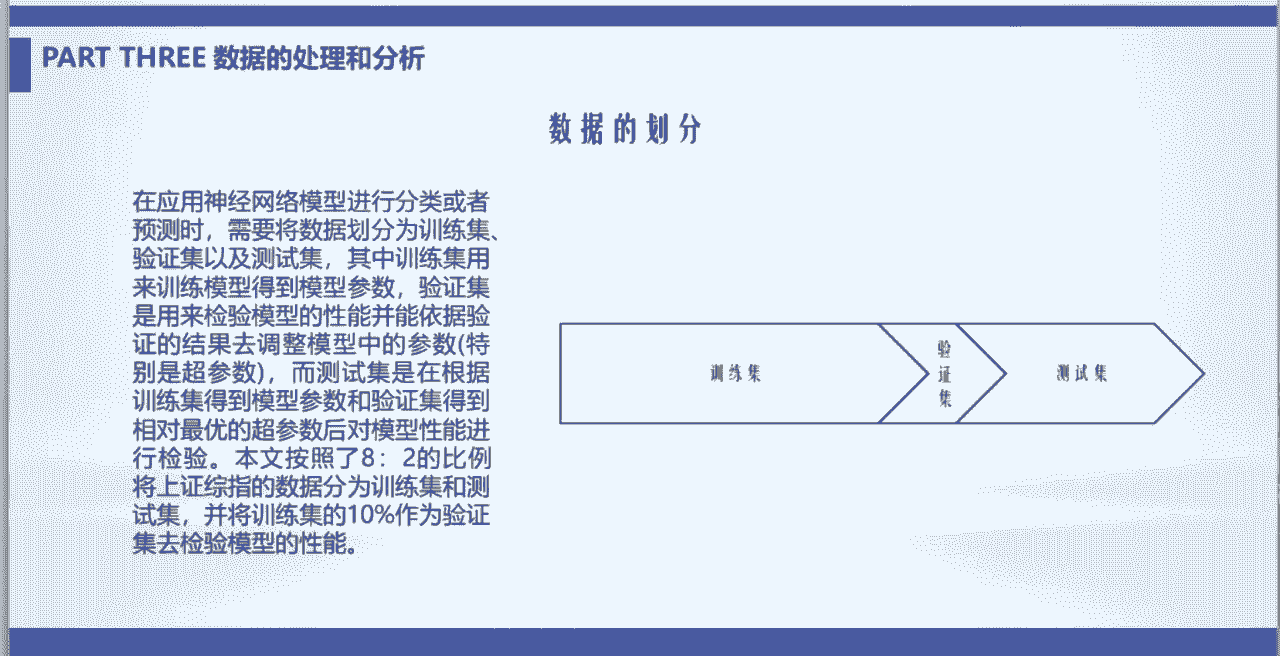 PART THREE 数据的处理和分析
数据的划分
在应用神经网络模型进行分类或者
预测时，需要将数据划分为训练集、
验证集以及测试集，其中训练集用
来训练模型得到模型参数，验证集
是用来检验模型的性能并能依据验
证的结果去调整模型中的参数(特
别是超参数)，而测试集是在根据
训练集得到模型参数和验证集得到
相对最优的超参数后对模型性能进
行检验。本文按照了8：2的比例
将上证综指的数据分为训练集和测
试集，并将训练集的10%作为验证
集去检验模型的性能。
训练集
验证集
测试集